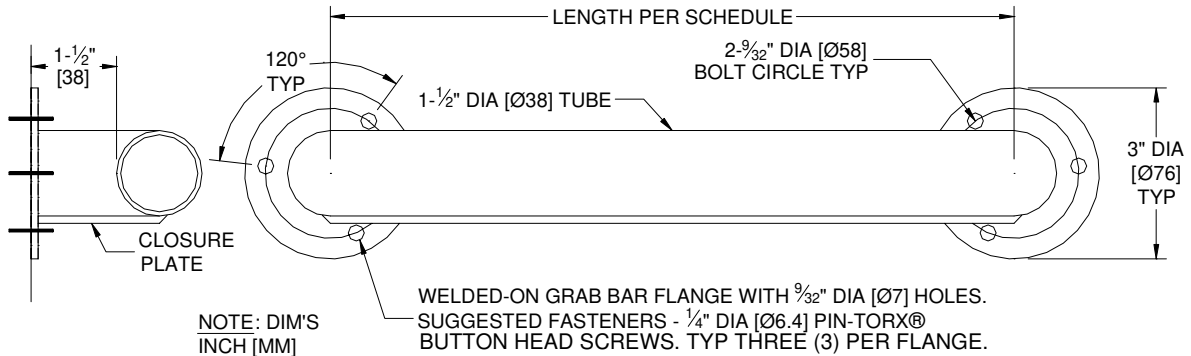 LENGTH PER SCHEDULE
1-½"
[38]
120°
TYP
2-9⁄32" DIA [Ø58]
BOLT CIRCLE TYP
1-½" DIA [Ø38] TUBE
3" DIA
[Ø76]
TYP
CLOSURE
PLATE
WELDED-ON GRAB BAR FLANGE WITH 9⁄32" DIA [Ø7] HOLES.
SUGGESTED FASTENERS - ¼" DIA [Ø6.4] PIN-TORX®
BUTTON HEAD SCREWS. TYP THREE (3) PER FLANGE.
NOTE: DIM'S
INCH [MM]